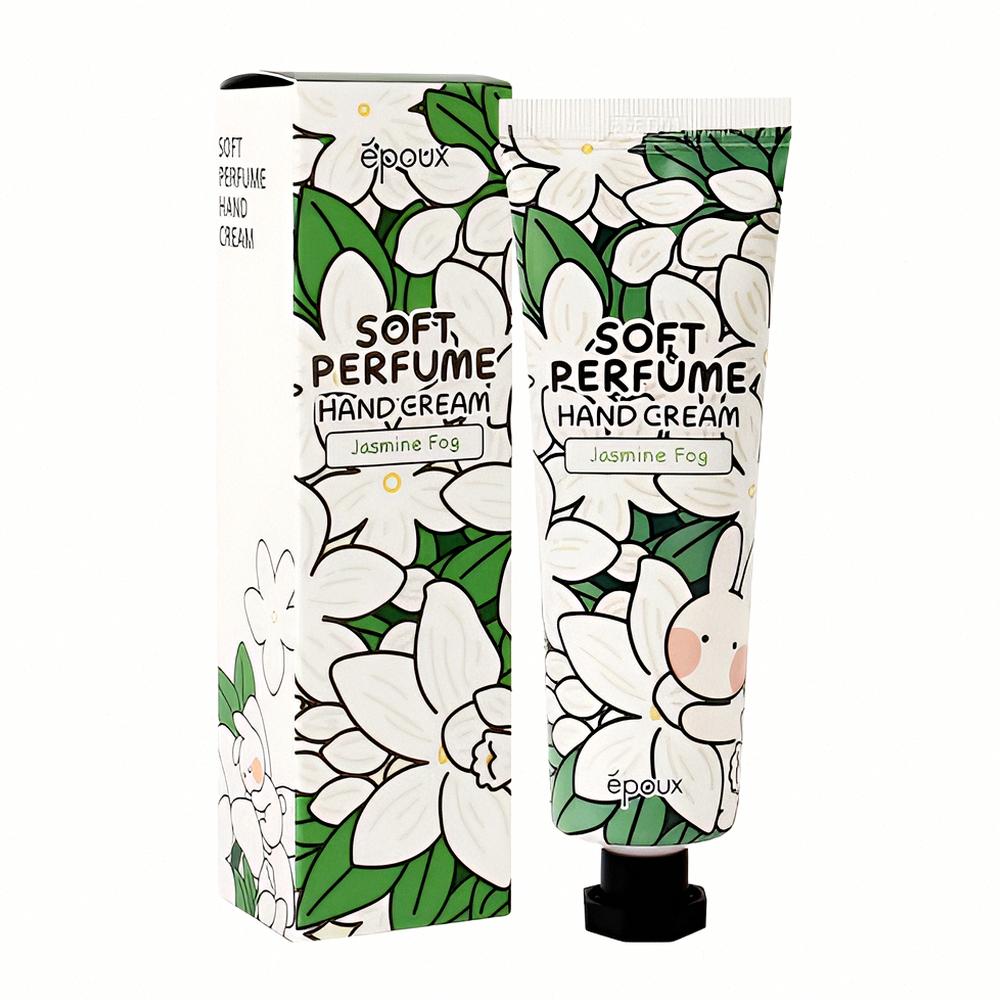 SOFT
PERFUME
HAND
CREAM
époux
SOFT
PERFUME
HAND CREAM
Jasmine Fog
SOFT
PERFUME
HAND CREAM
Jasmine Fog
époux